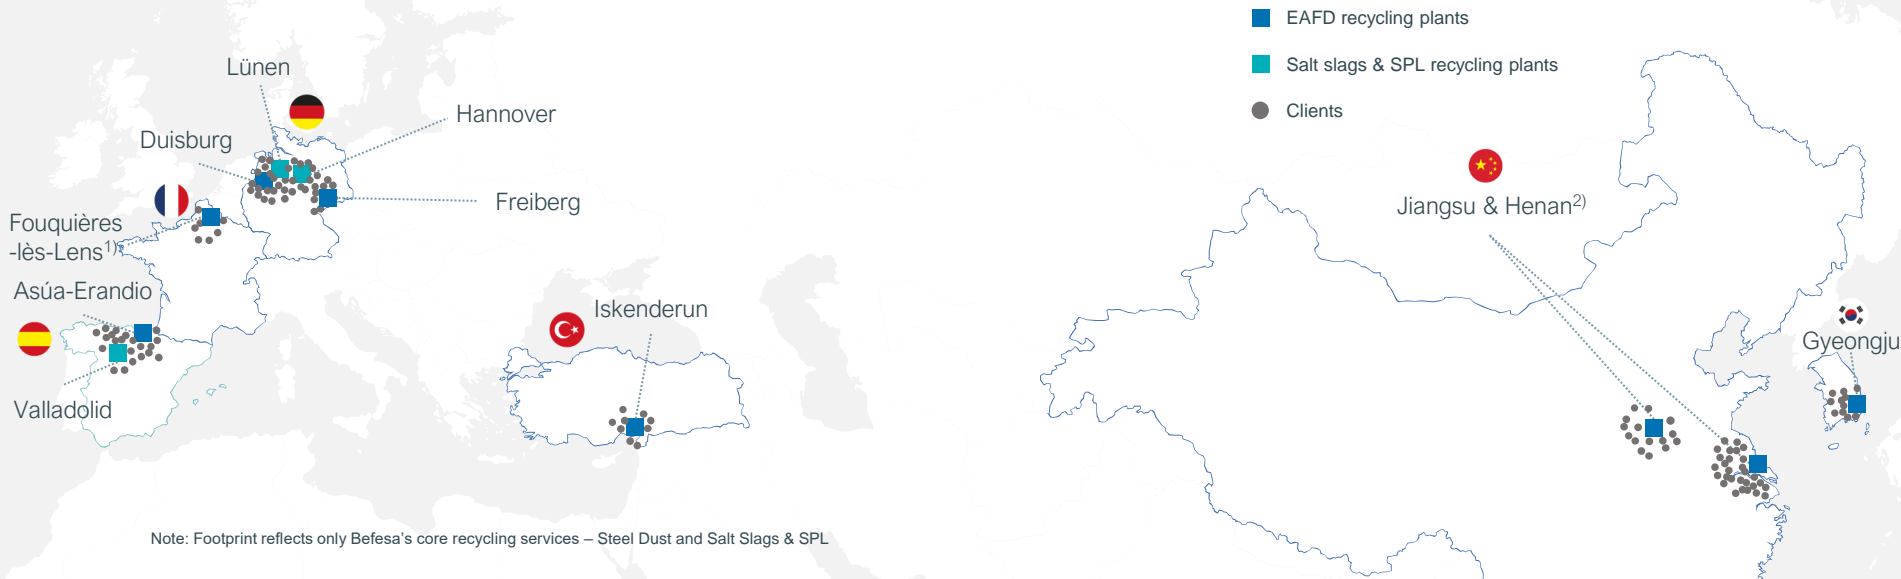 EAFD recycling plants
Salt slags & SPL recycling plants
Clients
Lünen
Hannover
Duisburg
Freiberg
Fouquières
-lès-Lens1)
Asúa-Erandio
Valladolid
Iskenderun
Jiangsu & Henan2)
Gyeongju
Note: Footprint reflects only Befesa’s core recycling services – Steel Dust and Salt Slags & SPL